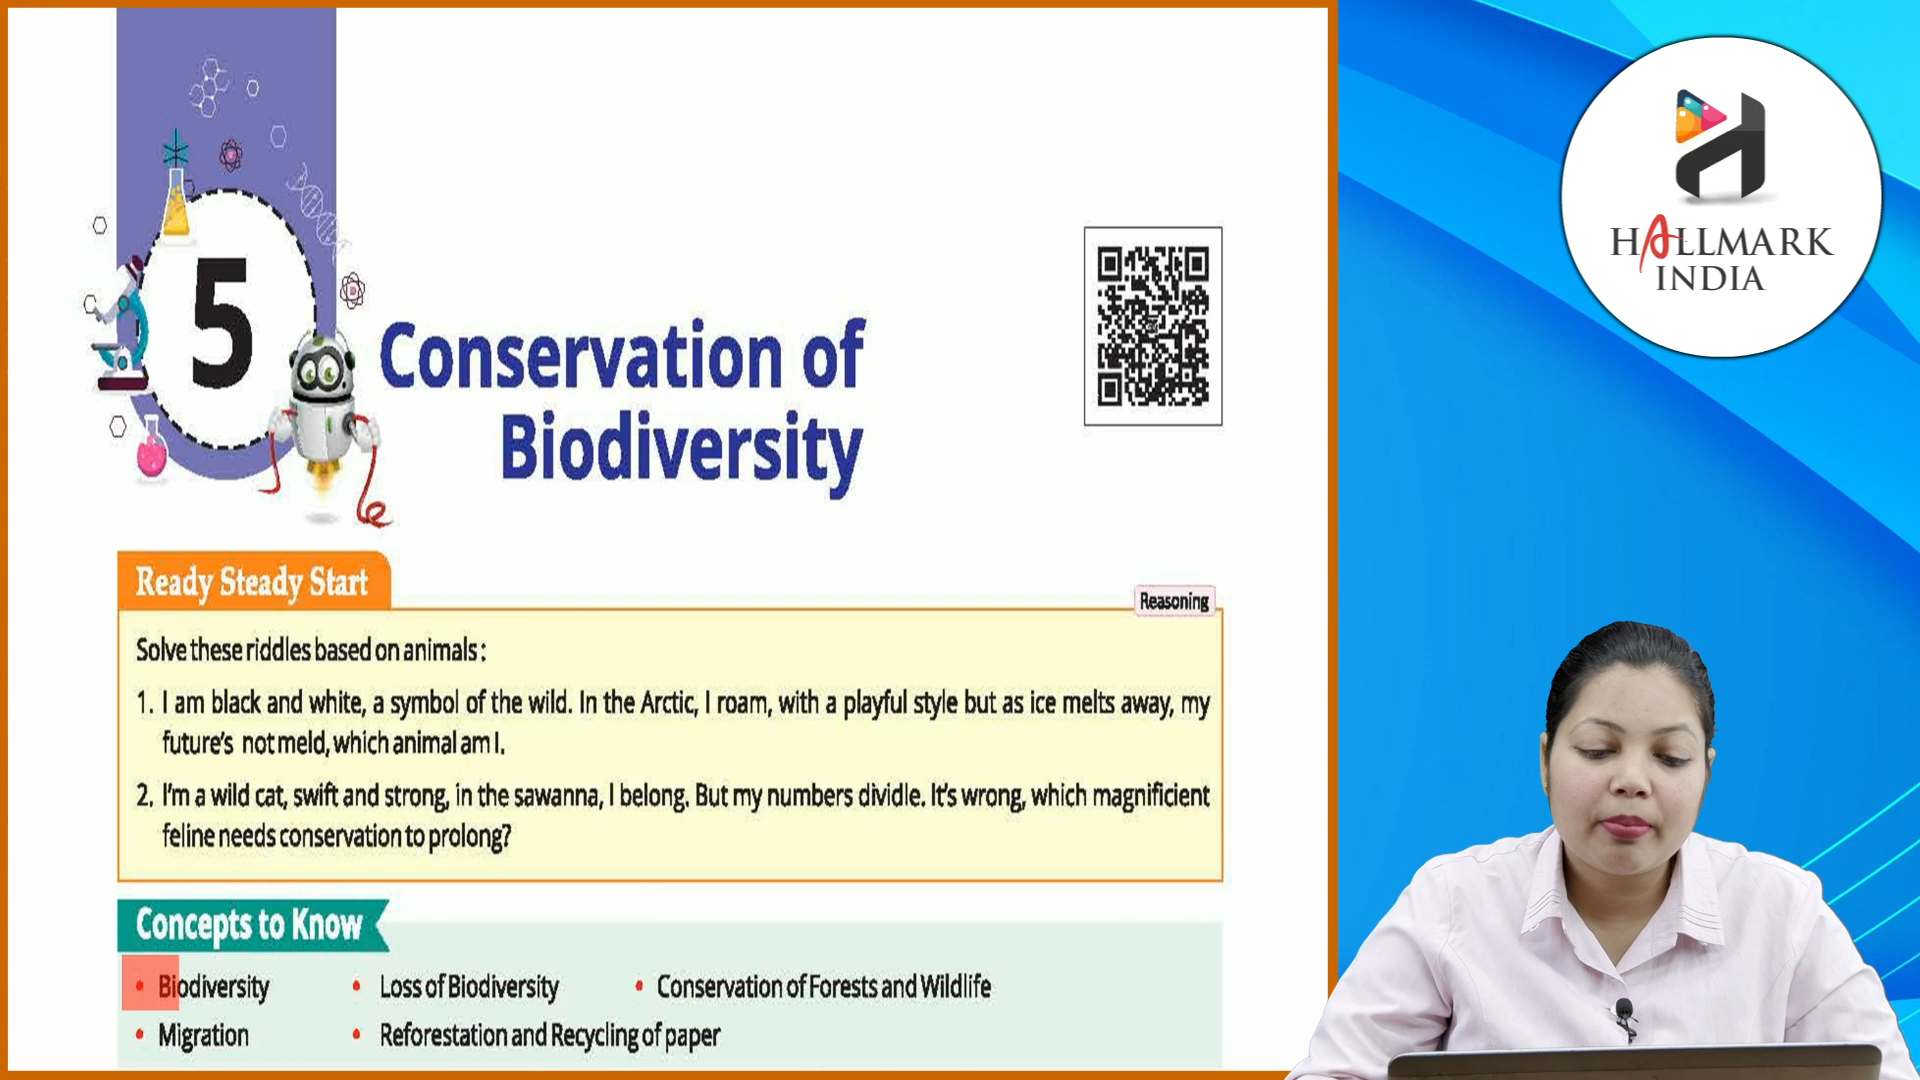 5
Conservation of
Biodiversity
HALLMARK
INDIA
Ready Steady Start
Reasoning
Solve these riddles based on animals :
1. I am black and white, a symbol of the wild. In the Arctic, I roam, with a playful style but as ice melts away, my
future's not meld, which animal am I.
2. I'm a wild cat, swift and strong, in the sawanna, I belong. But my numbers dividle. It's wrong, which magnificient
feline needs conservation to prolong?
Concepts to Know
• Biodiversity • Loss of Biodiversity • Conservation of Forests and Wildlife
• Migration • Reforestation and Recycling of paper